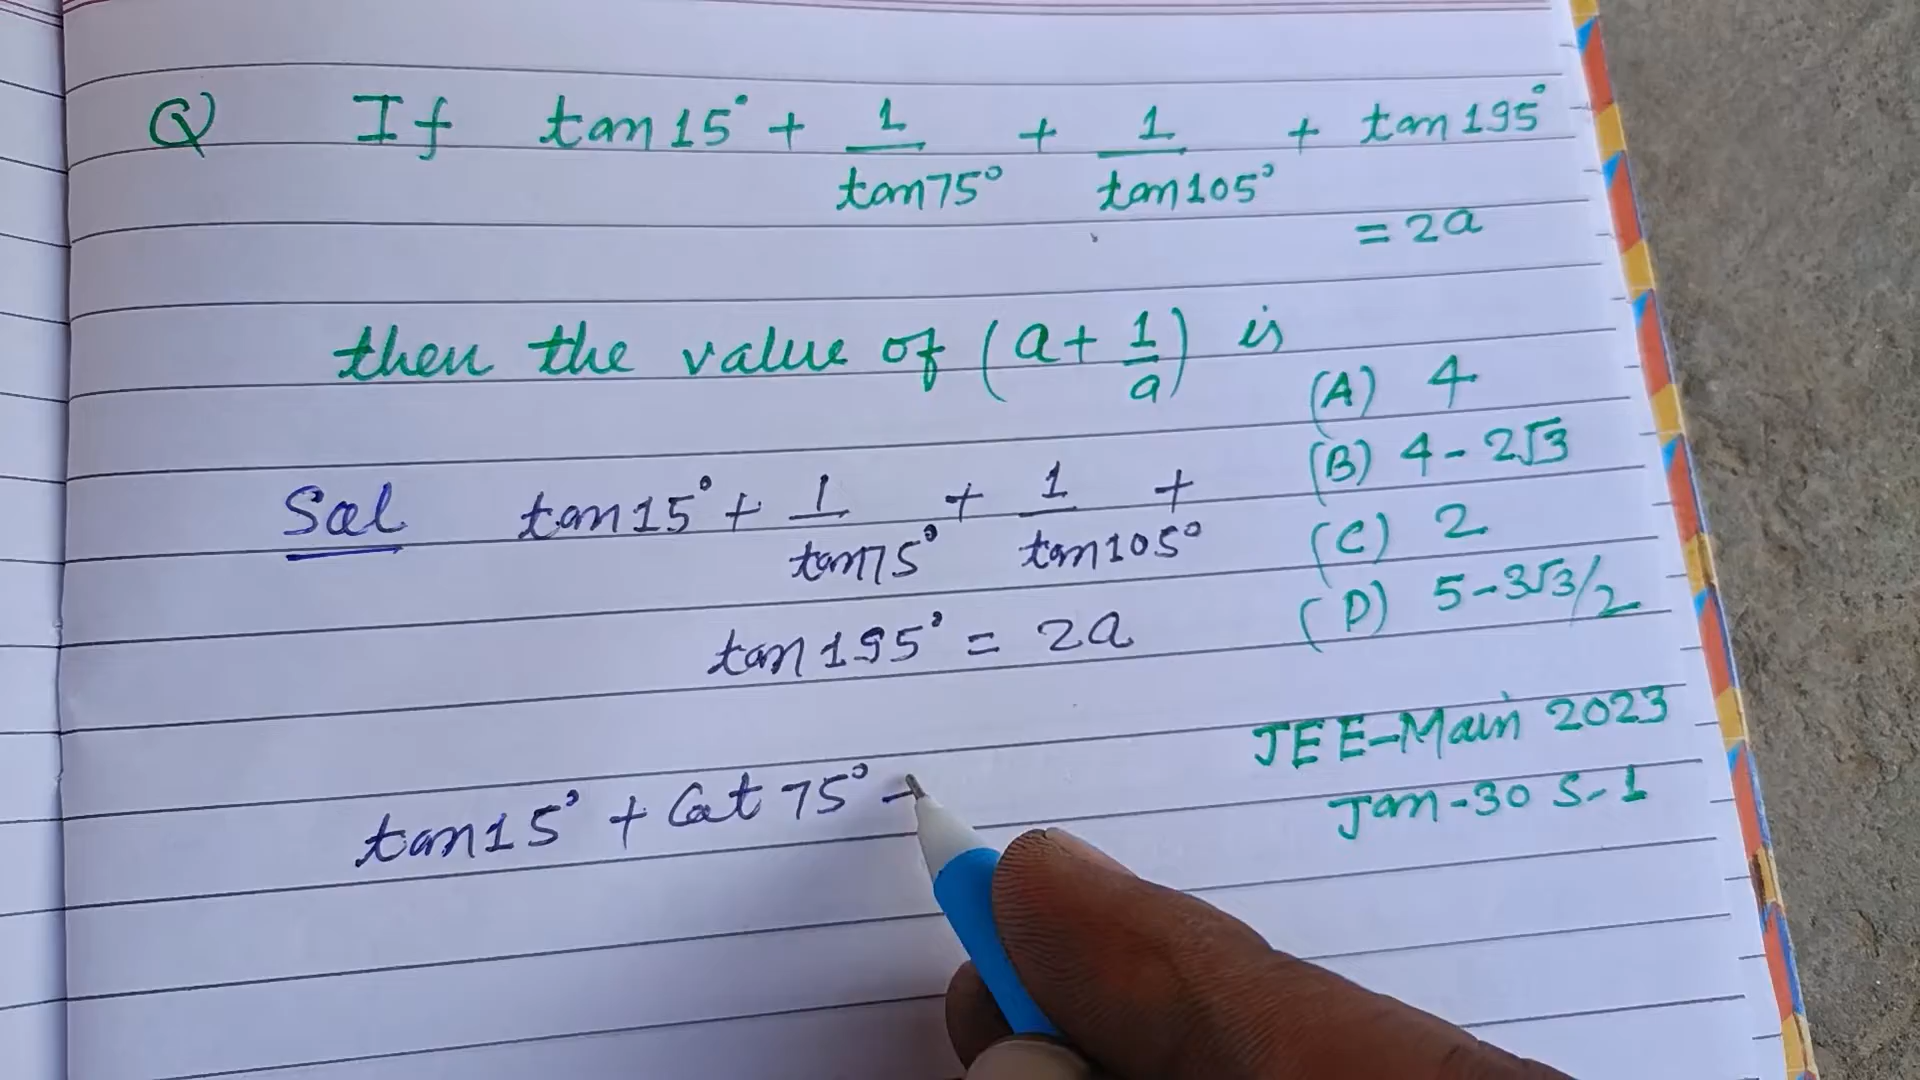 Q If tan15° + 1/tan75° + 1/tan105° + tan195°
= 2a
then the value of (a + 1/a) is
(A) 4
(B) 4 - 2√3
(C) 2
(D) 5 - 3√3/2
Sol tan15° + 1/tan75° + 1/tan105° +
tan195° = 2a
JEE-Main 2023
Jan-30 S-1
tan15° + Cot 75° -